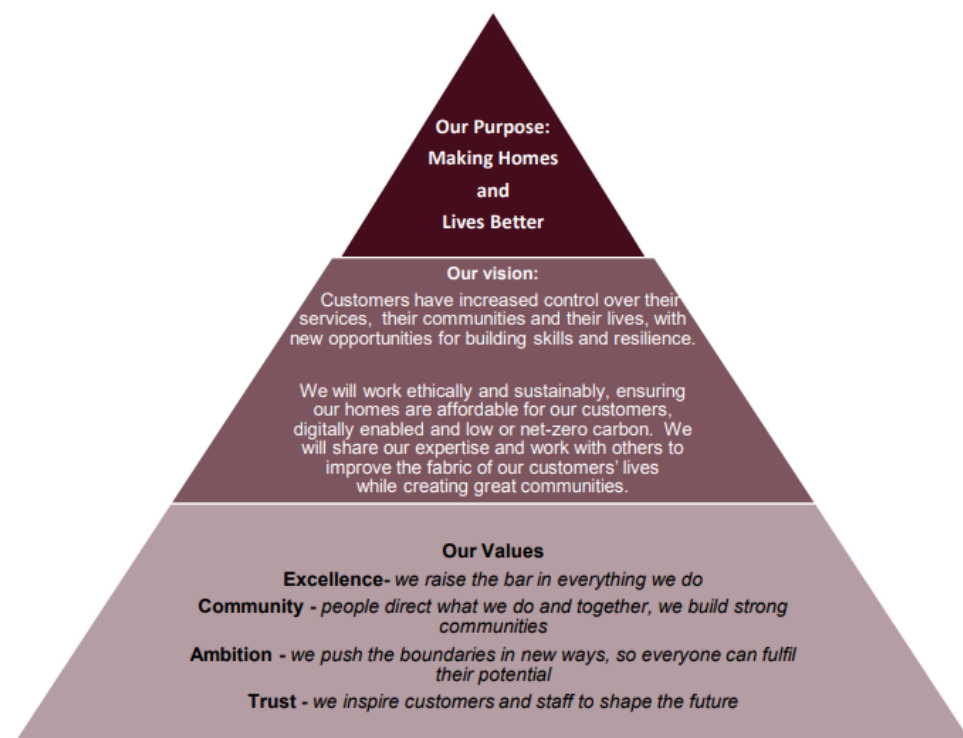 Our Purpose:
Making Homes
and
Lives Better
Our vision:
Customers have increased control over their
services, their communities and their lives, with
new opportunities for building skills and resilience.
We will work ethically and sustainably, ensuring
our homes are affordable for our customers,
digitally enabled and low or net-zero carbon. We
will share our expertise and work with others to
improve the fabric of our customers' lives
while creating great communities.
Our Values
Excellence- we raise the bar in everything we do
Community - people direct what we do and together, we build strong
communities
Ambition - we push the boundaries in new ways, so everyone can fulfil
their potential
Trust - we inspire customers and staff to shape the future